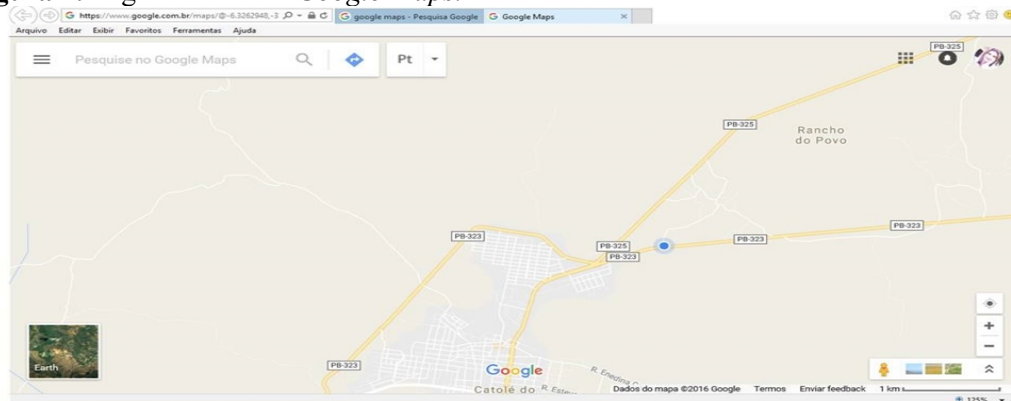 Google Maps.
https://www.google.com.br/maps/@-6.3262948,-3
google maps - Pesquisa Google
Google Maps
Arquivo Editar Exibir Favoritos Ferramentas Ajuda
Pesquise no Google Maps
Pt
PB-325
PB-325
Rancho
do Povo
PB-323
PB-323
PB-325
PB-323
PB-323
PB-323
Earth
Google
Catolé do
Dados do mapa ©2016 Google Termos Enviar feedback 1 km
125%